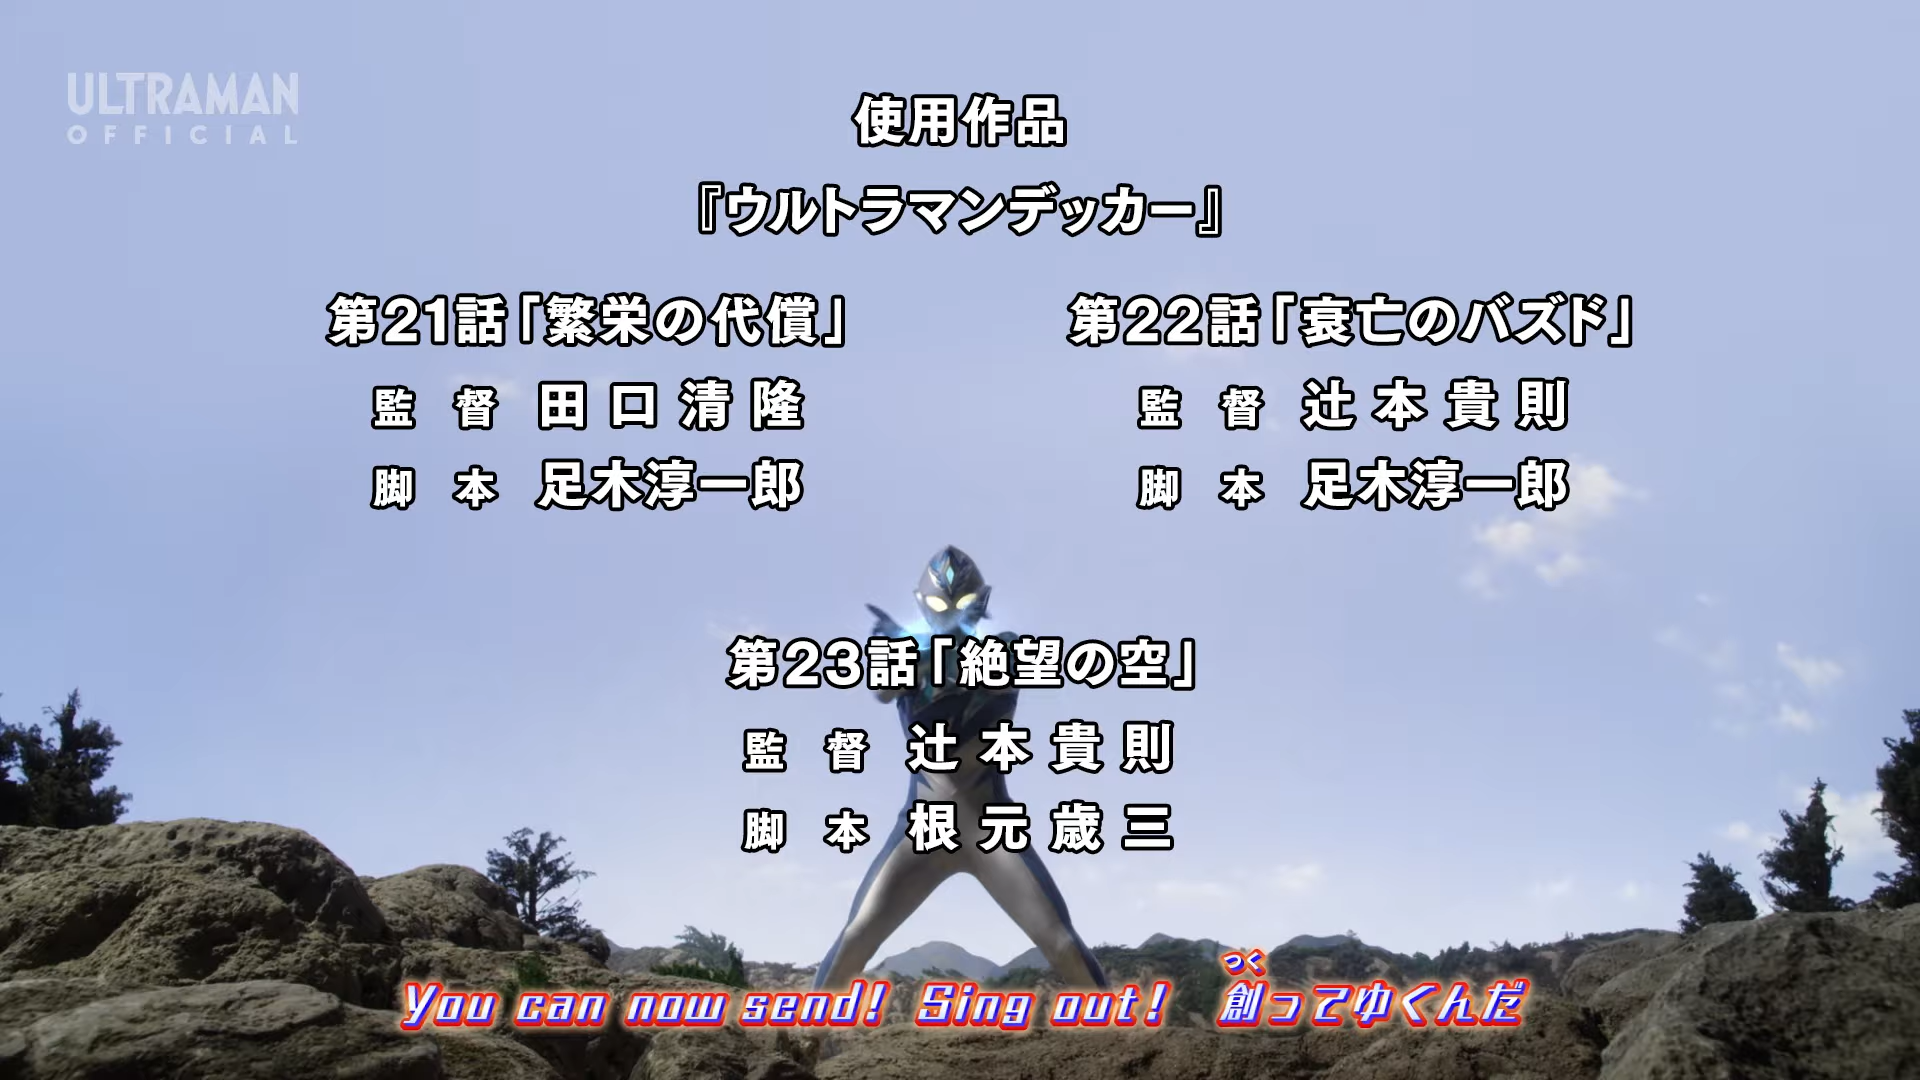 ULTRAMAN
OFFICIAL
使用作品
『ウルトラマンデッカー』
第21話「繁栄の代償」
監督 田口清隆
脚本 足木淳一郎
第22話「衰亡のバズド」
監督 辻本貴則
脚本 足木淳一郎
第23話「絶望の空」
監督 辻本貴則
脚本 根元歳三
つく
You can now send! Sing out! 創ってゆくんだ